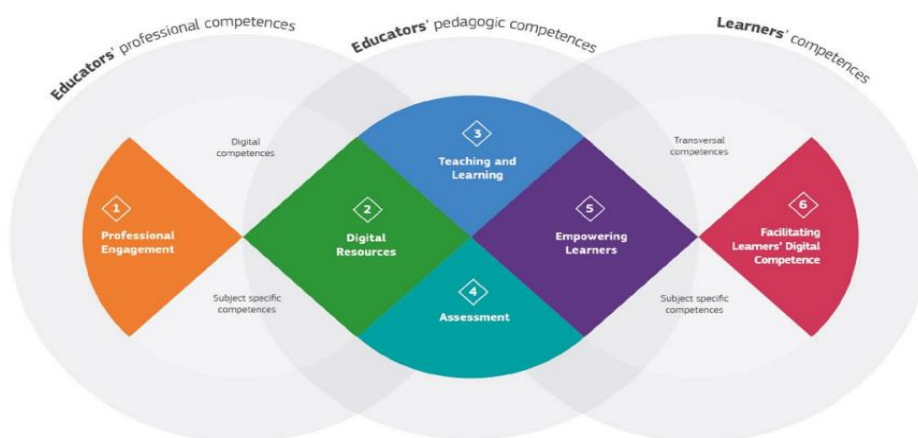 Educators' professional competences
Educators' pedagogic competences
Learners' competences
Digital
competences
Transversal
competences
3
Teaching and
Learning
1
Professional
Engagement
2
Digital
Resources
5
Empowering
Learners
6
Facilitating
Learners' Digital
Competence
4
Assessment
Subject specific
competences
Subject specific
competences